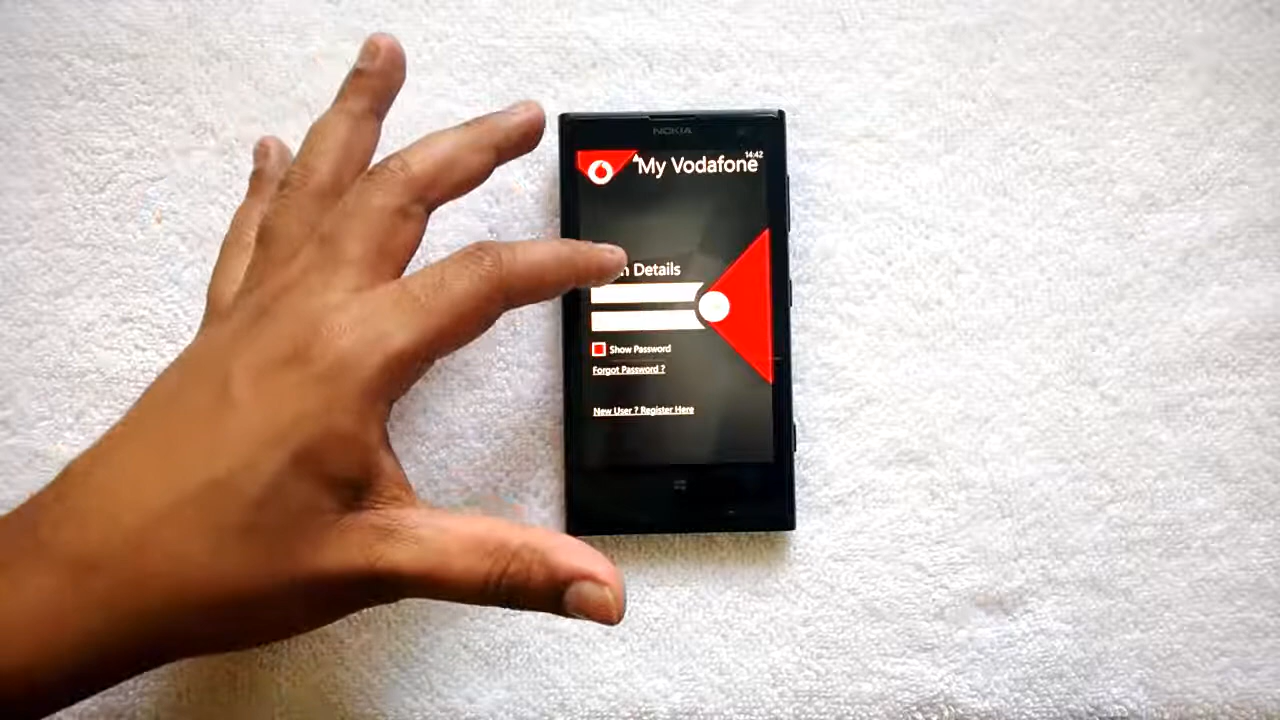 NOKIA
14:42
My Vodafone
Details
Show Password
Forgot Password ?
New User ? Register Here